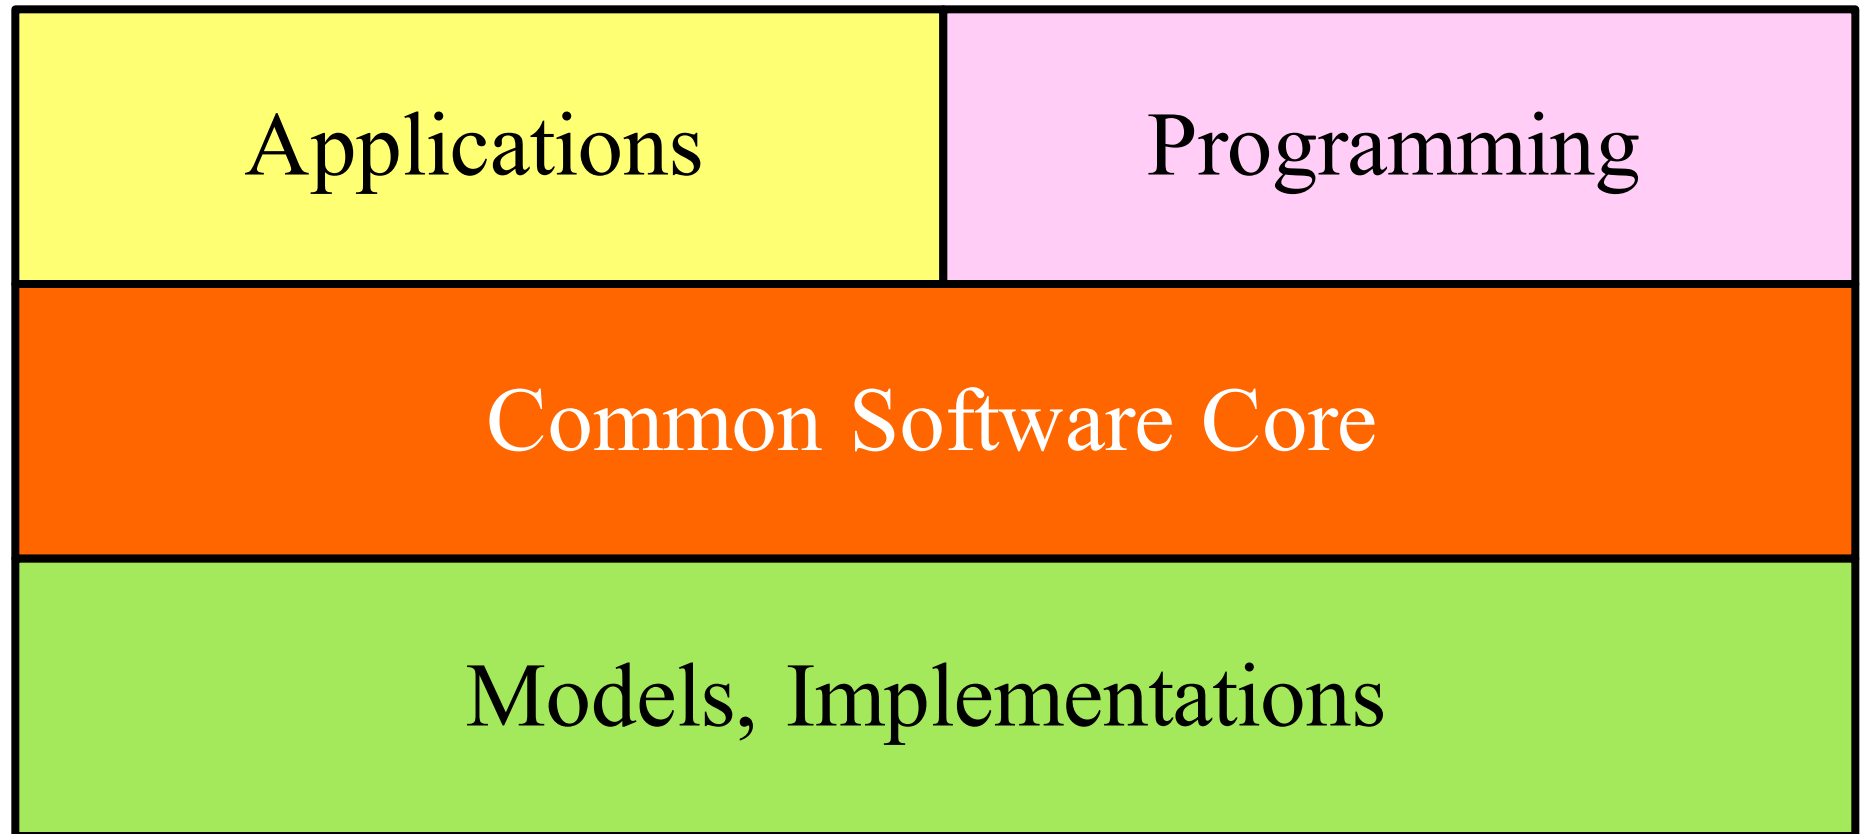 Applications
Programming
Common Software Core
Models, Implementations